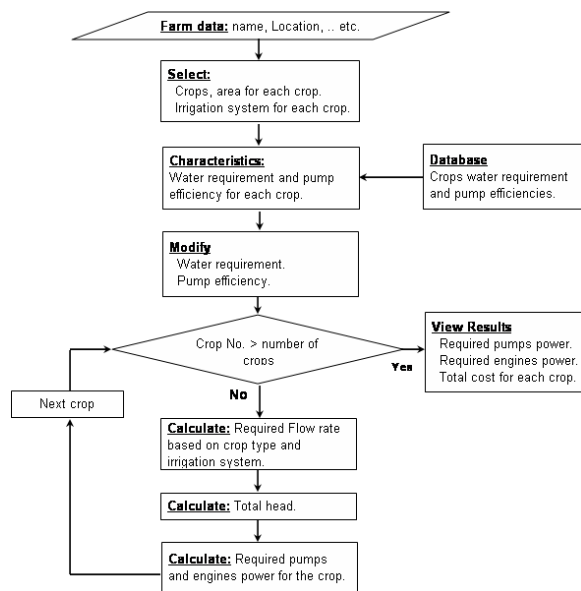 Farm data: name, Location, .. etc.
Select:
Crops, area for each crop.
Irrigation system for each crop.
Characteristics:
Water requirement and pump
efficiency for each crop.
Database
Crops water requirement
and pump efficiencies.
Modify
Water requirement.
Pump efficiency.
Crop No. > number of
crops
Yes
View Results
Required pumps power.
Required engines power.
Total cost for each crop.
No
Next crop
Calculate: Required Flow rate
based on crop type and
irrigation system.
Calculate: Total head.
Calculate: Required pumps
and engines power for the crop.